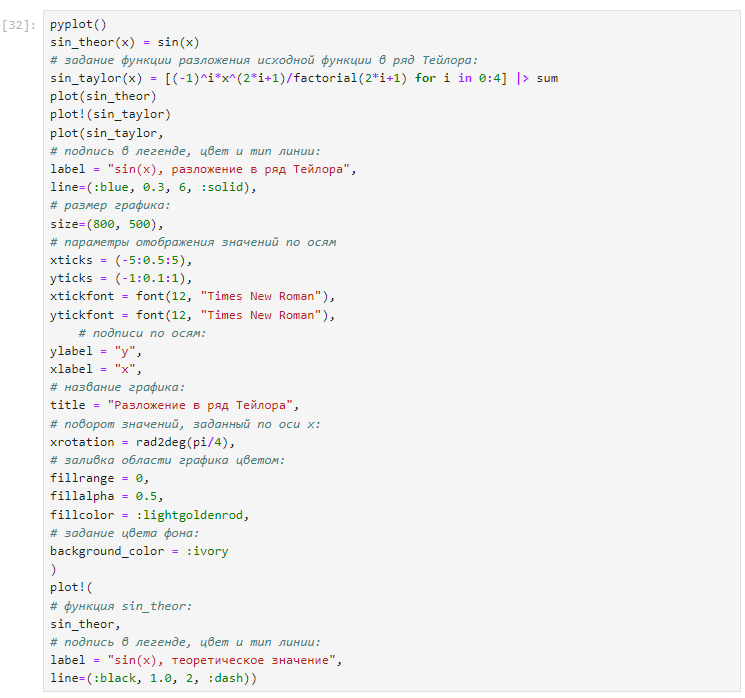 [32]:
pyplot()
sin_theor(x) = sin(x)
# задание функции разложения исходной функции в ряд Тейлора:
sin_taylor(x) = [(-1)^i*x^(2*i+1)/factorial(2*i+1) for i in 0:4] |> sum
plot(sin_theor)
plot!(sin_taylor)
plot(sin_taylor,
# подпись в легенде, цвет и тип линии:
label = "sin(x), разложение в ряд Тейлора",
line=(:blue, 0.3, 6, :solid),
# размер графика:
size=(800, 500),
# параметры отображения значений по осям
xticks = (-5:0.5:5),
yticks = (-1:0.1:1),
xtickfont = font(12, "Times New Roman"),
ytickfont = font(12, "Times New Roman"),
# подписи по осям:
ylabel = "y",
xlabel = "x",
# название графика:
title = "Разложение в ряд Тейлора",
# поворот значений, заданный по оси x:
xrotation = rad2deg(pi/4),
# заливка области графика цветом:
fillrange = 0,
fillalpha = 0.5,
fillcolor = :lightgoldenrod,
# задание цвета фона:
background_color = :ivory
)
plot!(
# функция sin_theor:
sin_theor,
# подпись в легенде, цвет и тип линии:
label = "sin(x), теоретическое значение",
line=(:black, 1.0, 2, :dash))